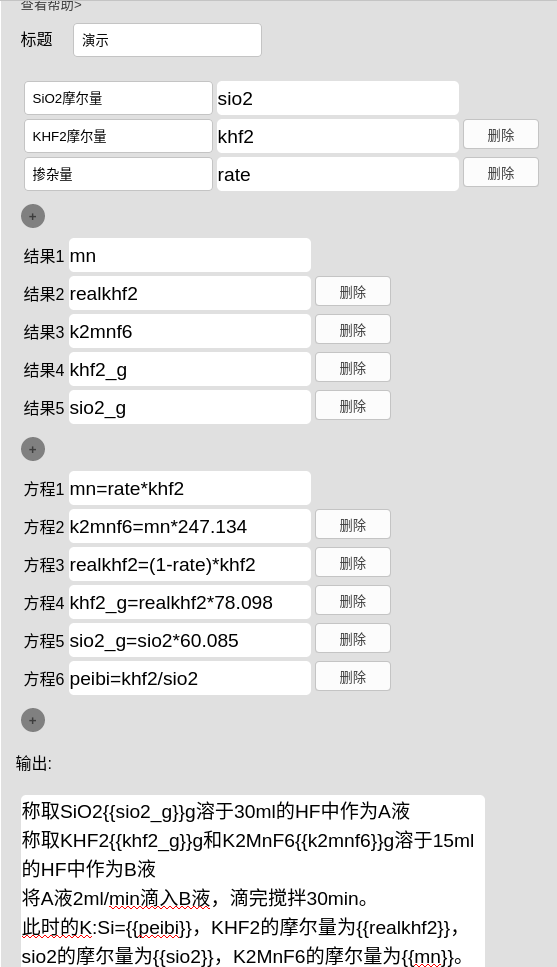 查看帮助>
标题 演示
SiO2摩尔量 sio2
KHF2摩尔量 khf2 删除
掺杂量 rate 删除
+
结果1 mn
结果2 realkhf2 删除
结果3 k2mnf6 删除
结果4 khf2_g 删除
结果5 sio2_g 删除
+
方程1 mn=rate*khf2
方程2 k2mnf6=mn*247.134 删除
方程3 realkhf2=(1-rate)*khf2 删除
方程4 khf2_g=realkhf2*78.098 删除
方程5 sio2_g=sio2*60.085 删除
方程6 peibi=khf2/sio2 删除
+
输出:
称取SiO2{{sio2_g}}g溶于30ml的HF中作为A液
称取KHF2{{khf2_g}}g和K2MnF6{{k2mnf6}}g溶于15ml
的HF中作为B液
将A液2ml/min滴入B液，滴完搅拌30min。
此时的K:Si={{peibi}}，KHF2的摩尔量为{{realkhf2}}，
sio2的摩尔量为{{sio2}}，K2MnF6的摩尔量为{{mn}}。